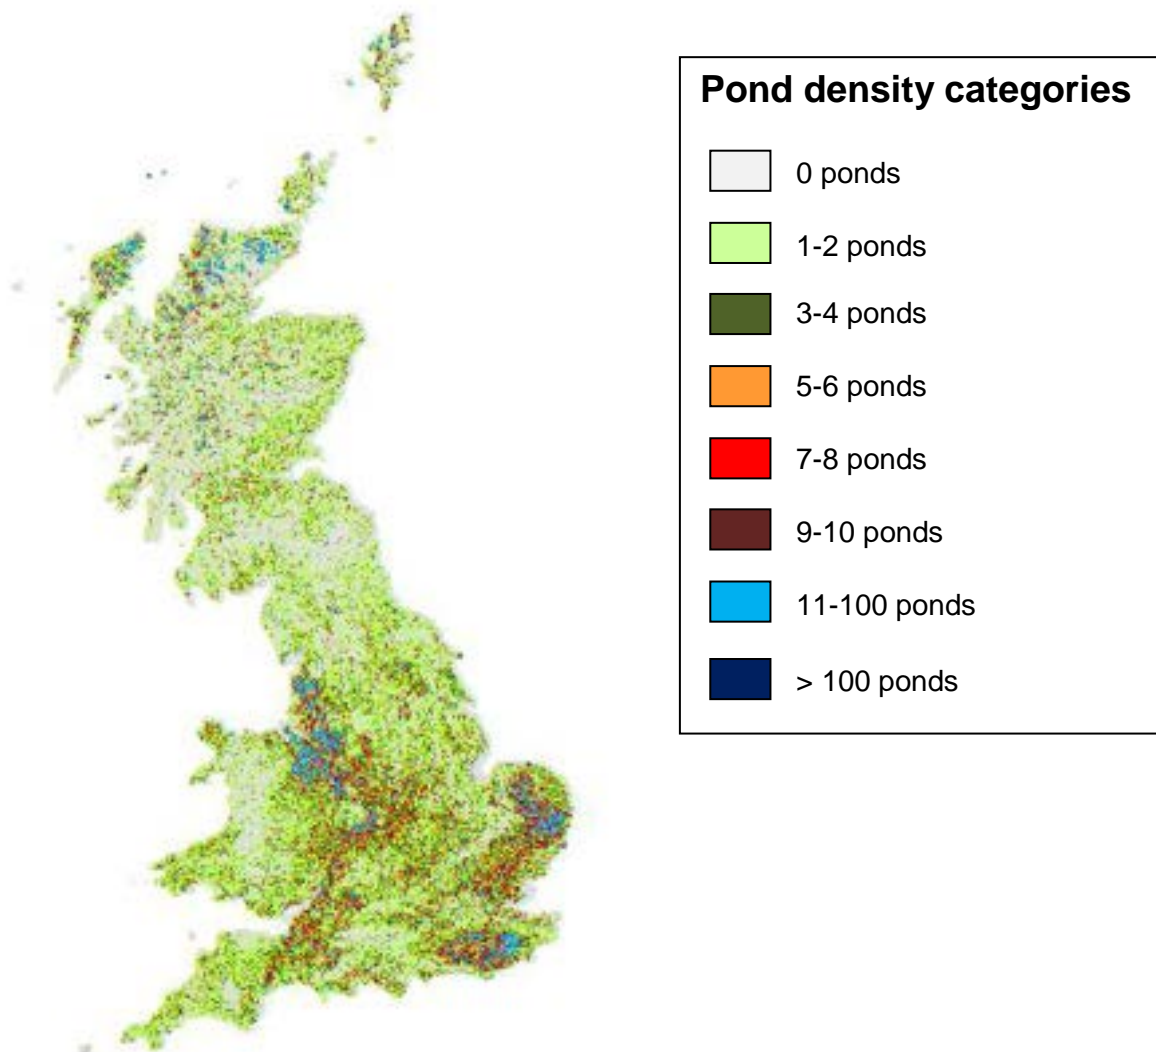 Pond density categories
0 ponds
1-2 ponds
3-4 ponds
5-6 ponds
7-8 ponds
9-10 ponds
11-100 ponds
> 100 ponds